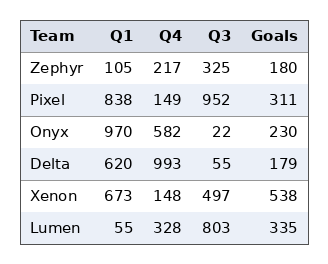 Team Q1 Q4 Q3 Goals
Zephyr 105 217 325 180
Pixel 838 149 952 311
Onyx 970 582 22 230
Delta 620 993 55 179
Xenon 673 148 497 538
Lumen 55 328 803 335